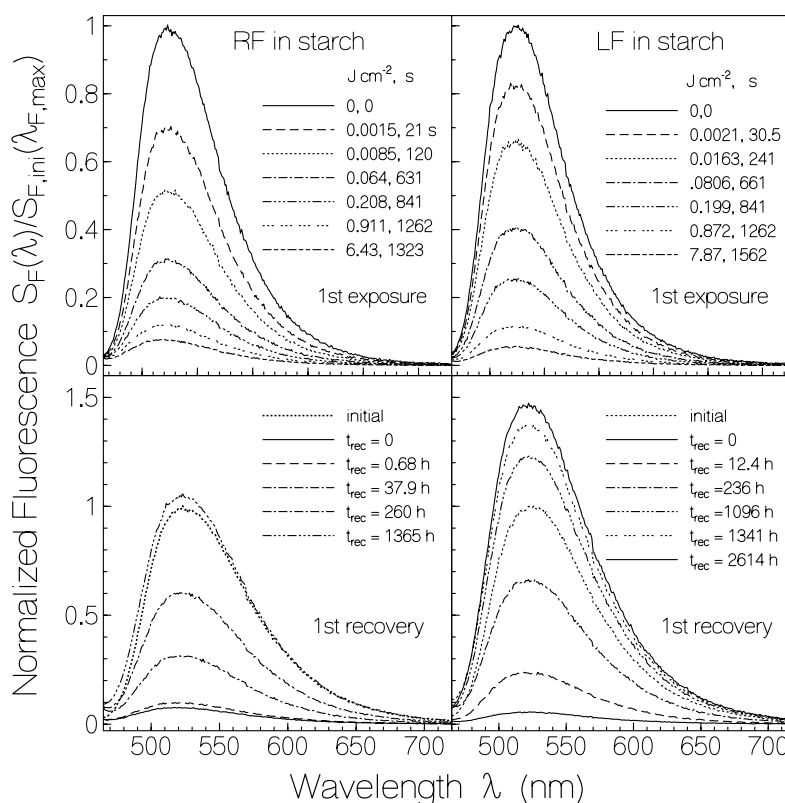 Normalized Fluorescence S_F(λ)/S_F,ini(λ_F,max)
RF in starch
J cm⁻², s
0, 0
0.0015, 21 s
0.0085, 120
0.064, 631
0.208, 841
0.911, 1262
6.43, 1323
1st exposure
1
0.8
0.6
0.4
0.2
0
LF in starch
J cm⁻², s
0,0
0.0021, 30.5
0.0163, 241
.0806, 661
0.199, 841
0.872, 1262
7.87, 1562
1st exposure
initial
t_rec = 0
t_rec = 0.68 h
t_rec = 37.9 h
t_rec = 260 h
t_rec = 1365 h
1st recovery
1.5
1
0.5
0
initial
t_rec = 0
t_rec = 12.4 h
t_rec =236 h
t_rec =1096 h
t_rec = 1341 h
t_rec = 2614 h
1st recovery
500 550 600 650 700 500 550 600 650 700
Wavelength λ (nm)